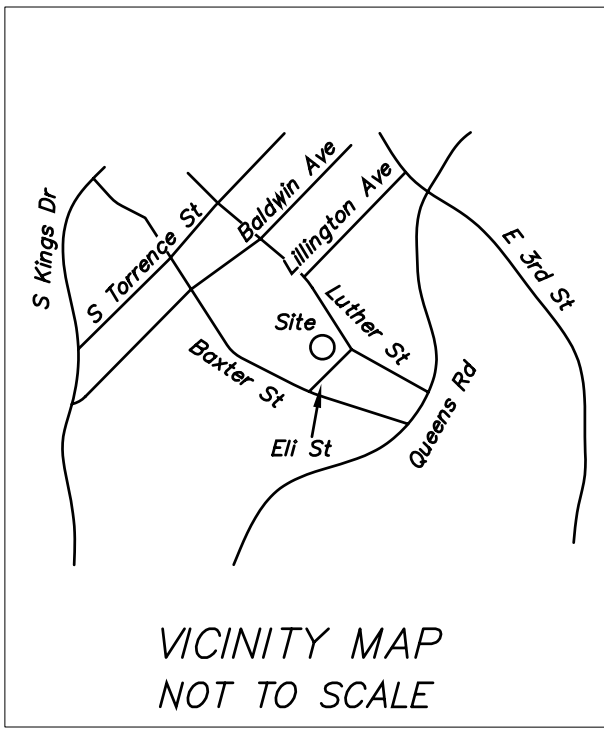 S Kings Dr
S Torrence St
Baldwin Ave
Lillington Ave
E 3rd St
Luther St
Site
Baxter St
Queens Rd
Eli St
VICINITY MAP
NOT TO SCALE